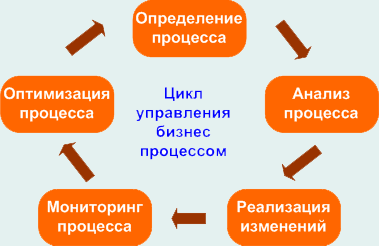 Определение
процесса
Анализ
процесса
Реализация
изменений
Мониторинг
процесса
Оптимизация
процесса
Цикл
управления
бизнес
процессом